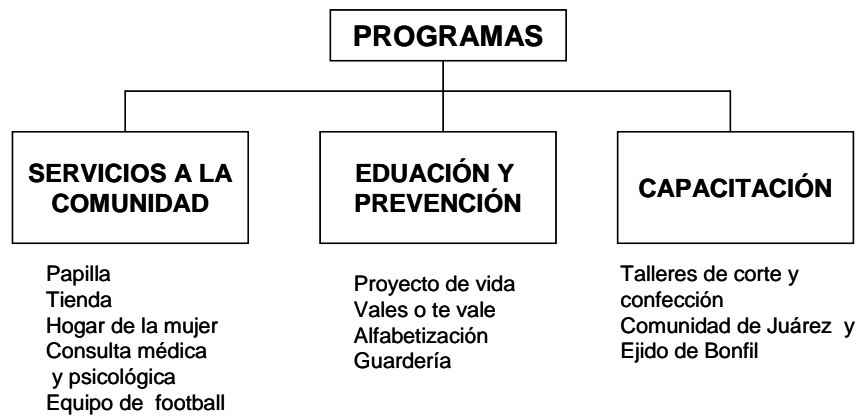 PROGRAMAS
SERVICIOS A LA
COMUNIDAD
EDUACIÓN Y
PREVENCIÓN
CAPACITACIÓN
Papilla
Tienda
Hogar de la mujer
Consulta médica
y psicológica
Equipo de football
Proyecto de vida
Vales o te vale
Alfabetización
Guardería
Talleres de corte y
confección
Comunidad de Juárez y
Ejido de Bonfil